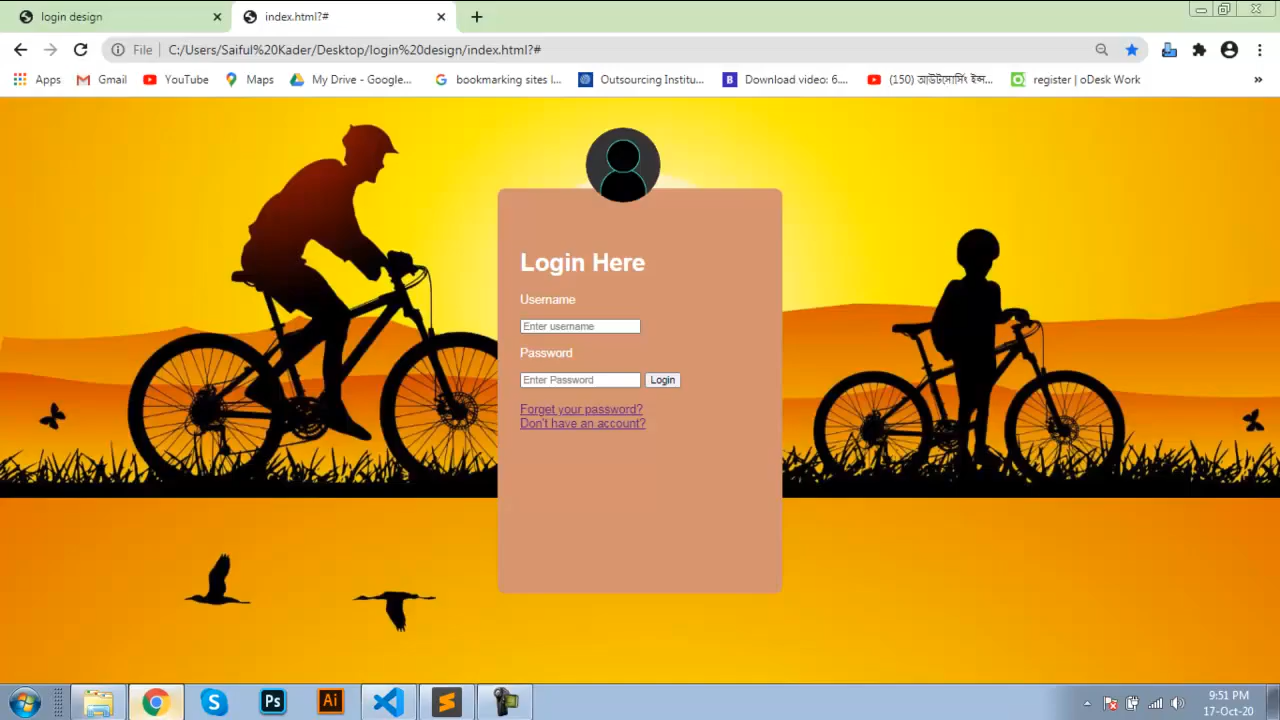 login design
index.html?#
File
C:/Users/Saiful%20Kader/Desktop/login%20design/index.html?#
Apps
Gmail
YouTube
Maps
My Drive - Google...
bookmarking sites l...
Outsourcing Institu...
Download video: 6....
(150) আউটসোর্সিং ইন্স...
register | oDesk Work
»
Login Here
Username
Enter username
Password
Enter Password
Login
Forget your password?
Don't have an account?
9:51 PM
17-Oct-20